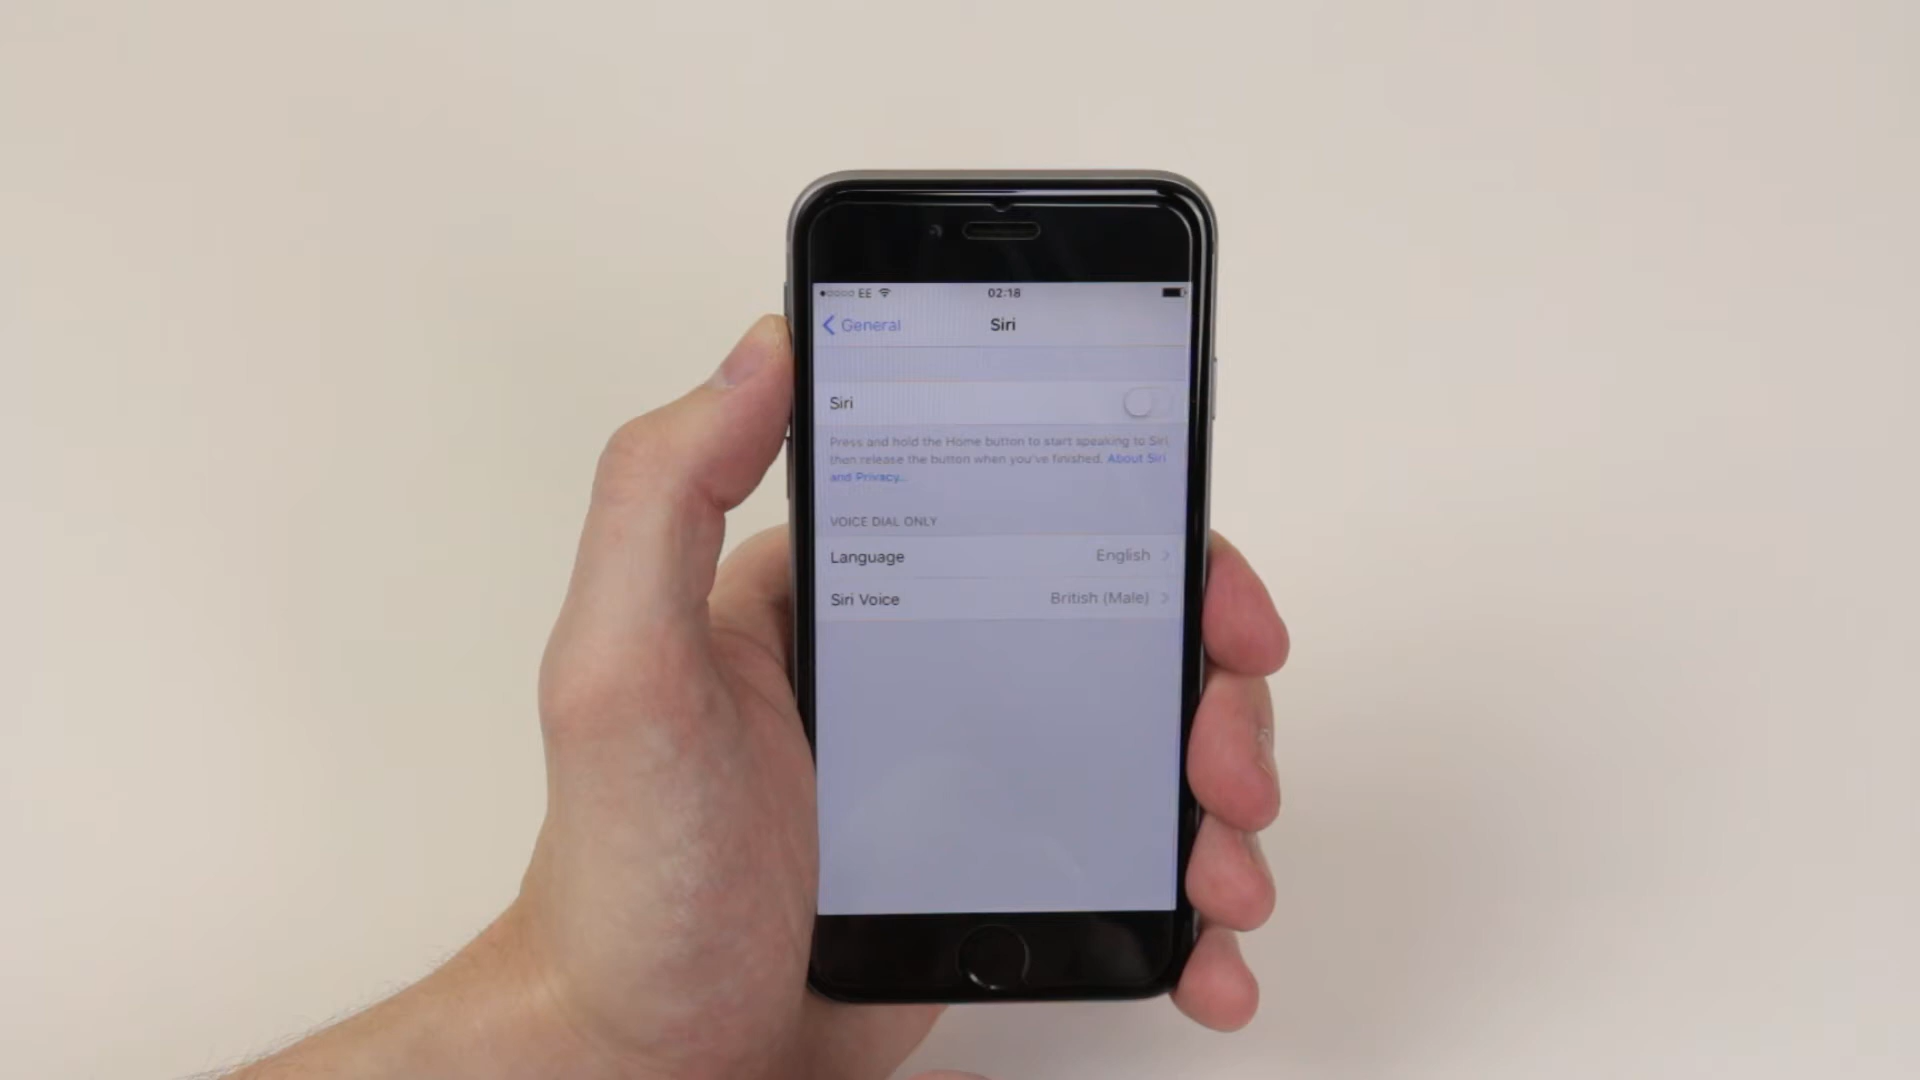 EE 02:18
General Siri
Siri
Press and hold the Home button to start speaking to Siri,
then release the button when you've finished. About Siri
and Privacy...
VOICE DIAL ONLY
Language English
Siri Voice British (Male)